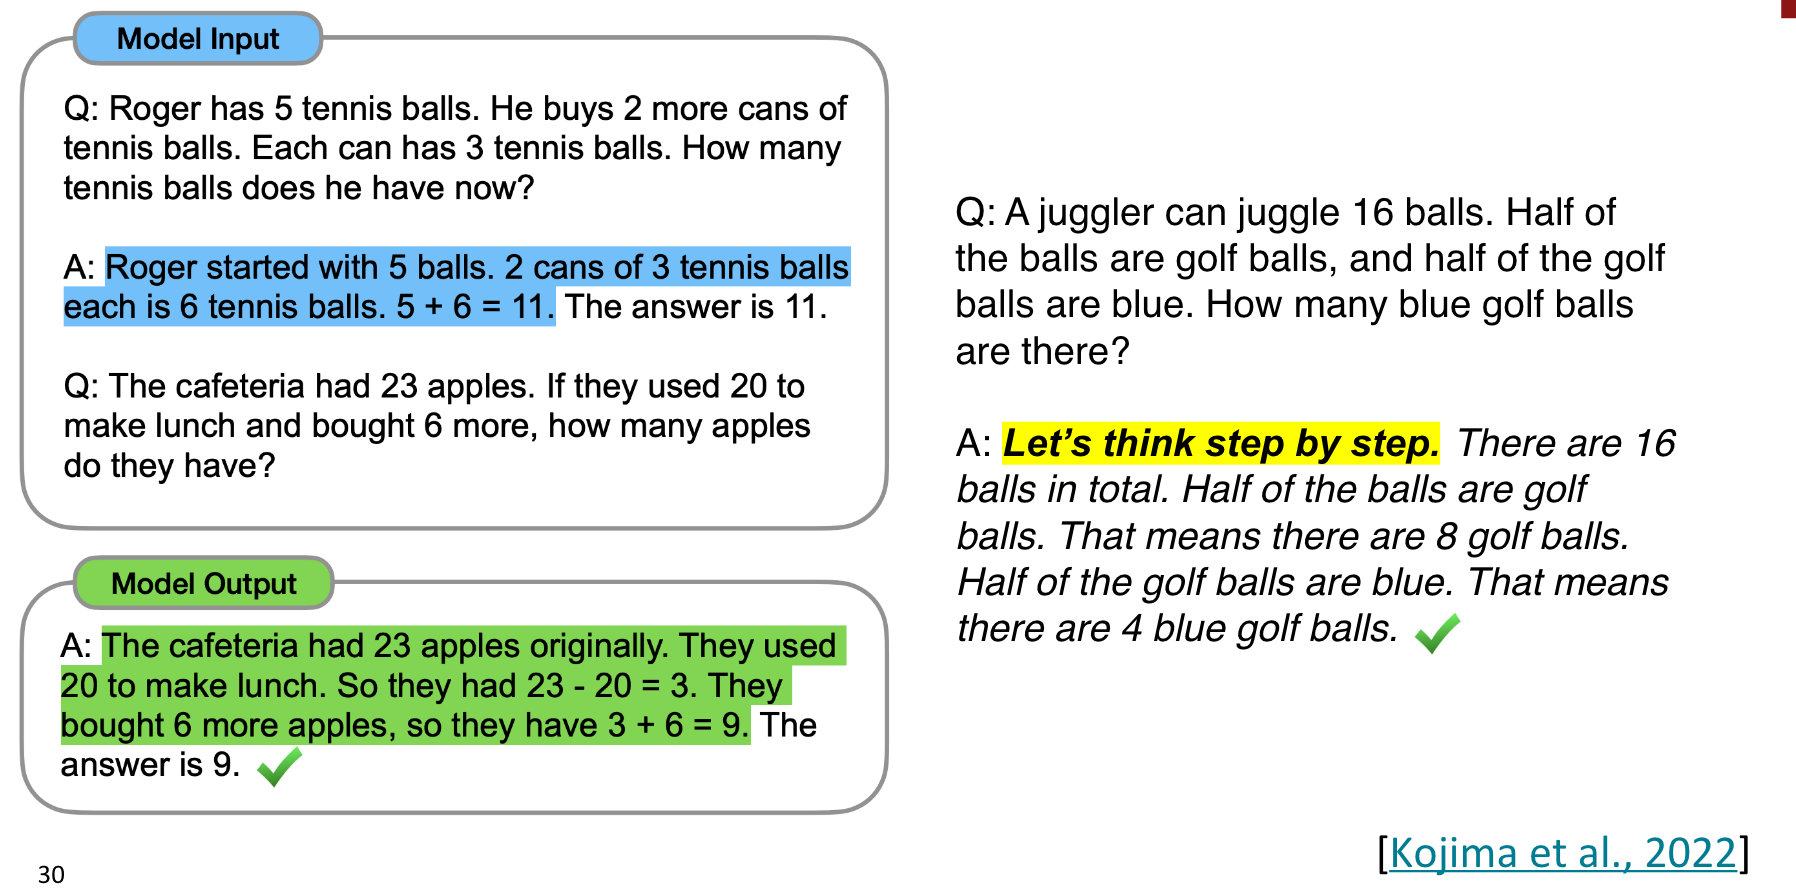 Model Input
Q: Roger has 5 tennis balls. He buys 2 more cans of
tennis balls. Each can has 3 tennis balls. How many
tennis balls does he have now?
A: Roger started with 5 balls. 2 cans of 3 tennis balls
each is 6 tennis balls. 5 + 6 = 11. The answer is 11.
Q: The cafeteria had 23 apples. If they used 20 to
make lunch and bought 6 more, how many apples
do they have?
Model Output
A: The cafeteria had 23 apples originally. They used
20 to make lunch. So they had 23 - 20 = 3. They
bought 6 more apples, so they have 3 + 6 = 9. The
answer is 9.
Q: A juggler can juggle 16 balls. Half of
the balls are golf balls, and half of the golf
balls are blue. How many blue golf balls
are there?
A: Let’s think step by step. There are 16
balls in total. Half of the balls are golf
balls. That means there are 8 golf balls.
Half of the golf balls are blue. That means
there are 4 blue golf balls.
[Kojima et al., 2022]
30